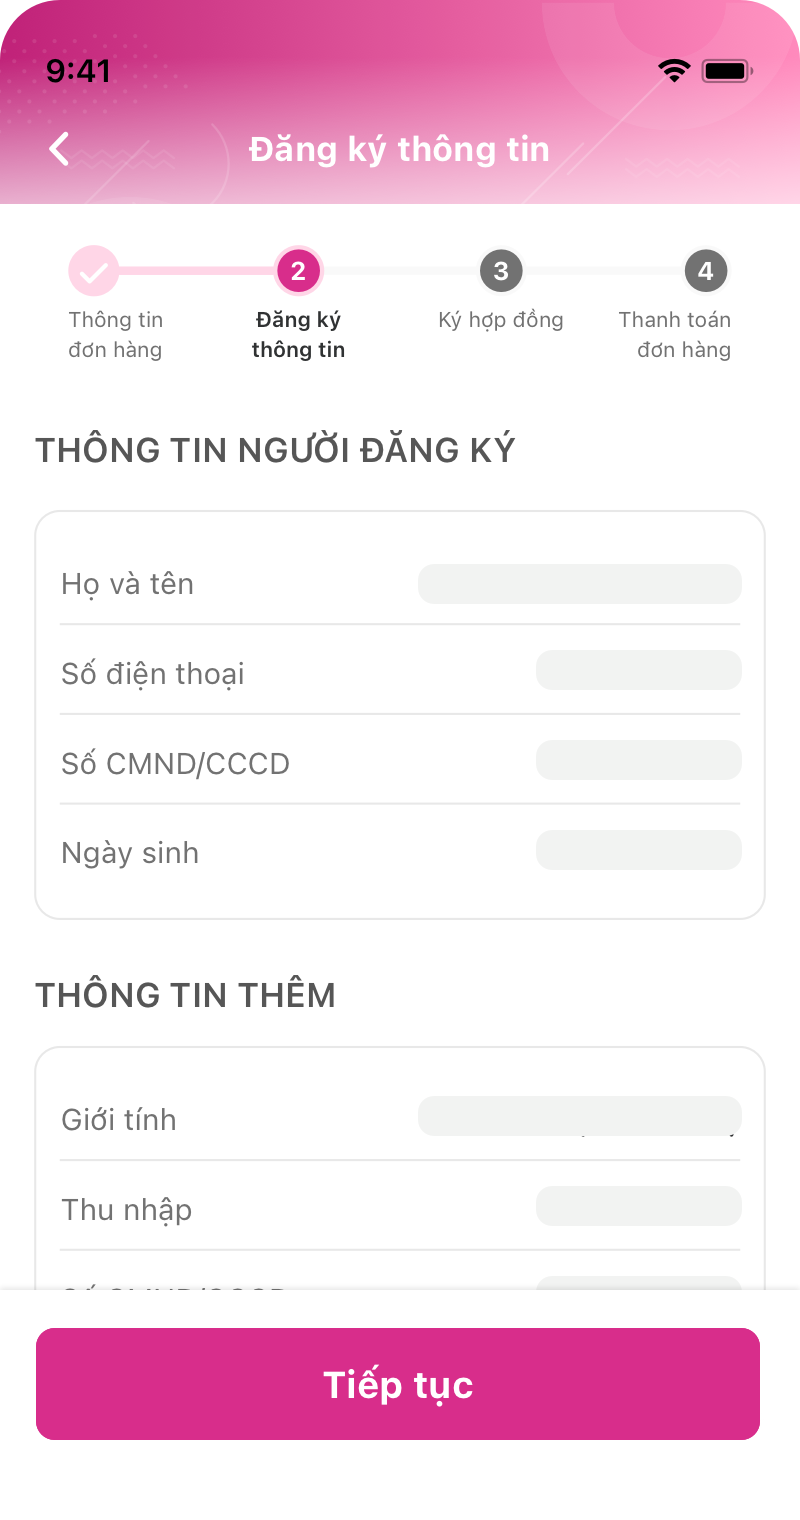 9:41
Đăng ký thông tin
2
3
4
Thông tin
đơn hàng
Đăng ký
thông tin
Ký hợp đồng
Thanh toán
đơn hàng
THÔNG TIN NGƯỜI ĐĂNG KÝ
Họ và tên
Số điện thoại
Số CMND/CCCD
Ngày sinh
THÔNG TIN THÊM
Giới tính
Thu nhập
Tiếp tục